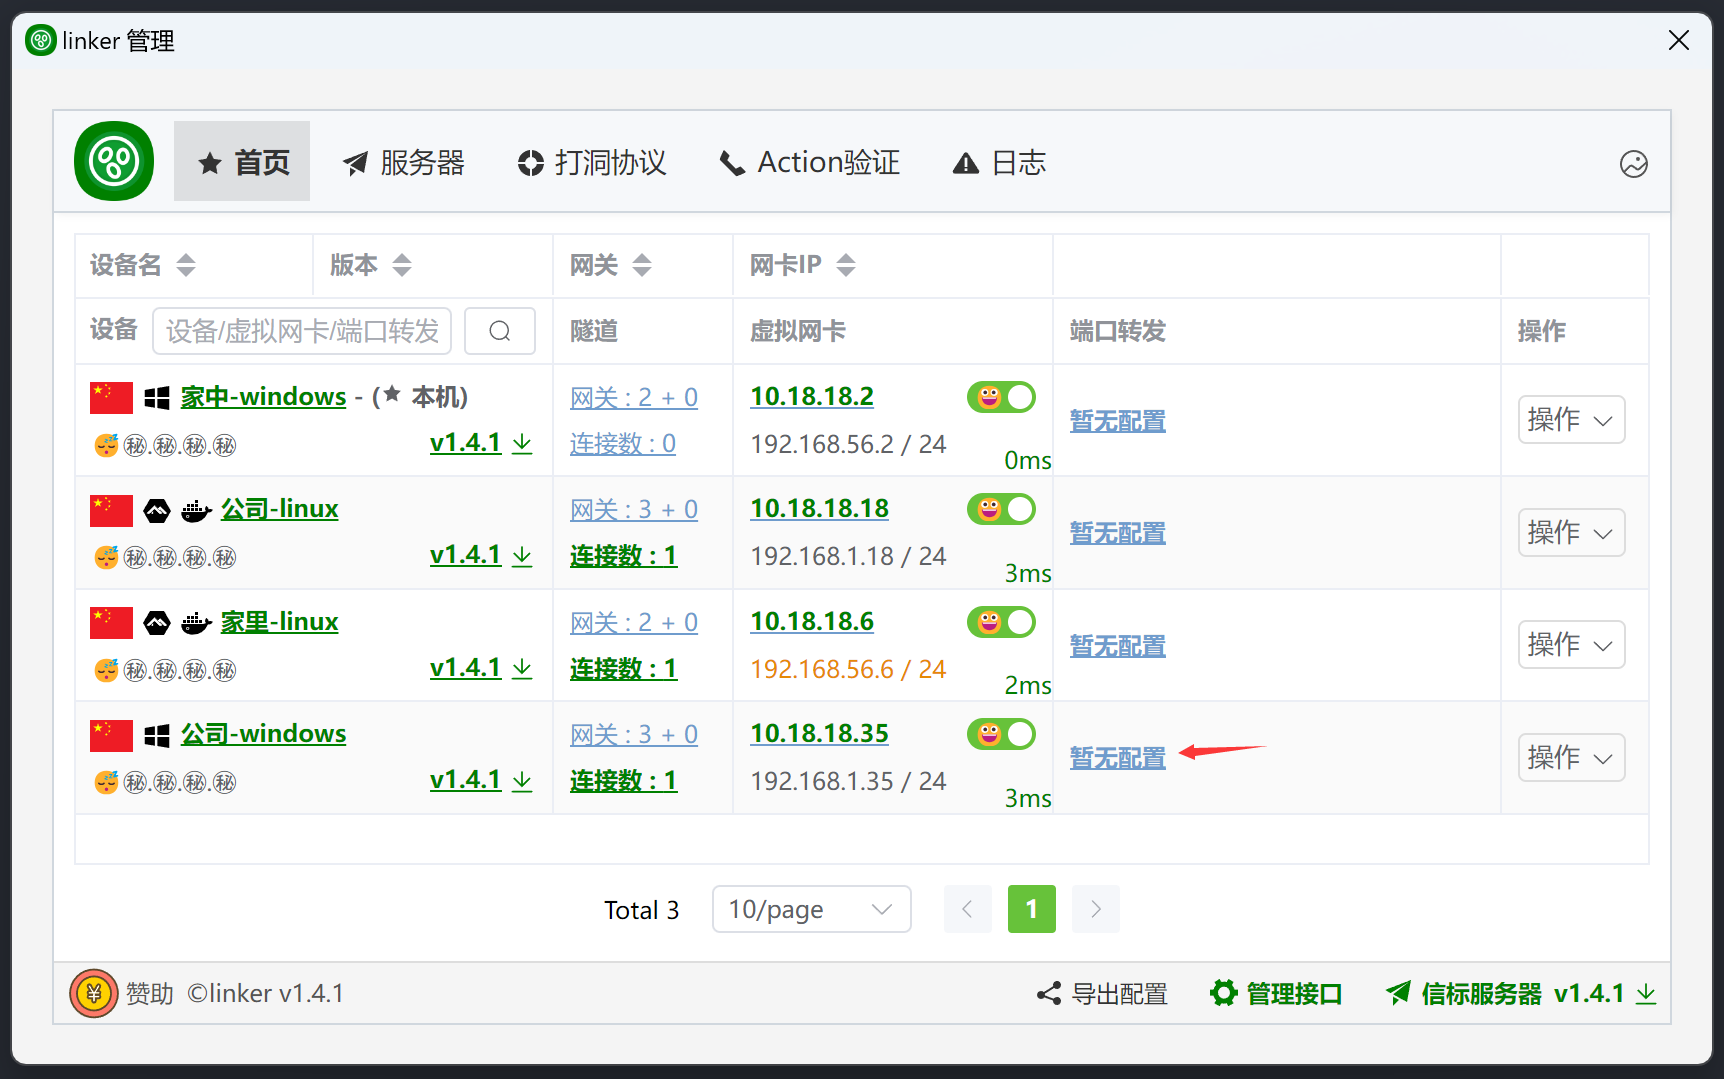 linker 管理
首页 服务器 打洞协议 Action验证 日志
设备名 版本 网关 网卡IP
设备 设备/虚拟网卡/端口转发 隧道 虚拟网卡 端口转发 操作
家中-windows - (★ 本机) 网关 : 2 + 0 10.18.18.2 暂无配置 操作
㊙.㊙.㊙.㊙ v1.4.1 连接数 : 0 192.168.56.2 / 24 0ms
公司-linux 网关 : 3 + 0 10.18.18.18 暂无配置 操作
㊙.㊙.㊙.㊙ v1.4.1 连接数 : 1 192.168.1.18 / 24 3ms
家里-linux 网关 : 2 + 0 10.18.18.6 暂无配置 操作
㊙.㊙.㊙.㊙ v1.4.1 连接数 : 1 192.168.56.6 / 24 2ms
公司-windows 网关 : 3 + 0 10.18.18.35 暂无配置 操作
㊙.㊙.㊙.㊙ v1.4.1 连接数 : 1 192.168.1.35 / 24 3ms
Total 3 10/page 1
¥ 赞助 ©linker v1.4.1 导出配置 管理接口 信标服务器 v1.4.1